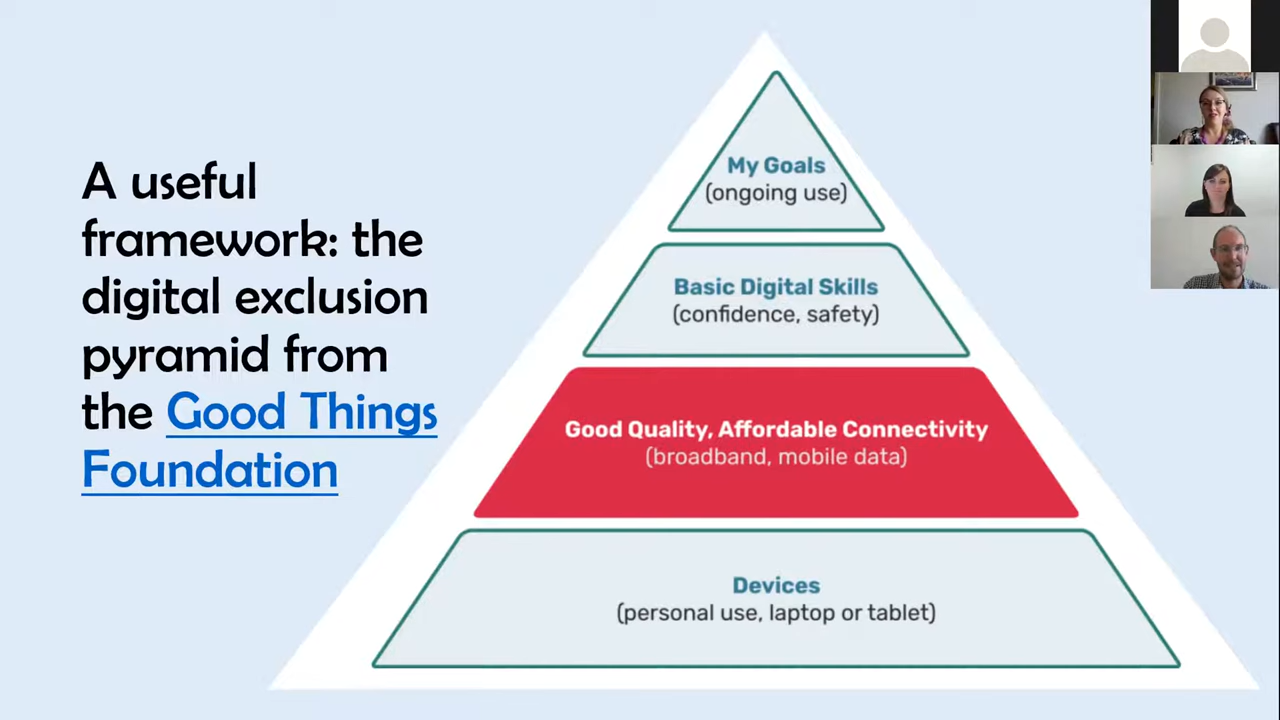 A useful
framework: the
digital exclusion
pyramid from
the Good Things
Foundation
My Goals
(ongoing use)
Basic Digital Skills
(confidence, safety)
Good Quality, Affordable Connectivity
(broadband, mobile data)
Devices
(personal use, laptop or tablet)